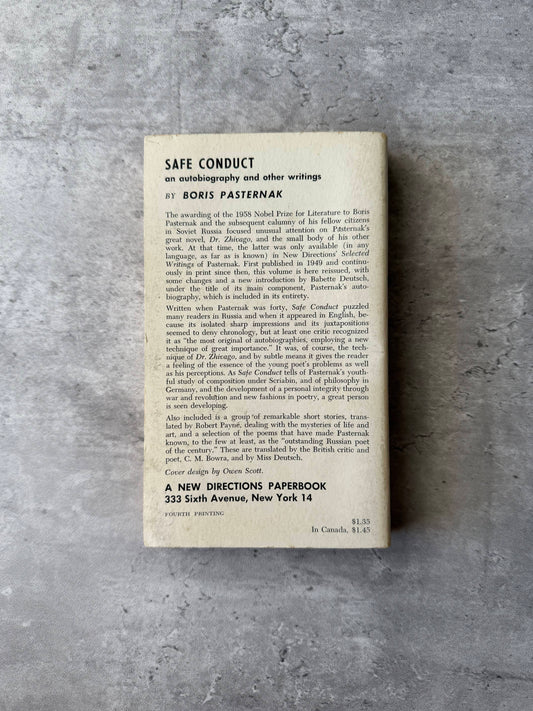 SAFE CONDUCT
an autobiography and other writings
BY BORIS PASTERNAK
The awarding of the 1958 Nobel Prize for Literature to Boris
Pasternak and the subsequent calumny of his fellow citizens
in Soviet Russia focused unusual attention on Pasternak's
great novel, Dr. Zhivago, and the small body of his other
work. At that time, the latter was only available (in any
language, as far as is known) in New Directions' Selected
Writings of Pasternak. First published in 1949 and continu-
ously in print since then, this volume is here reissued, with
some changes and a new introduction by Babette Deutsch,
under the title of its main component, Pasternak's auto-
biography, which is included in its entirety.
Written when Pasternak was forty, Safe Conduct puzzled
many readers in Russia and when it appeared in English, be-
cause its isolated sharp impressions and its juxtapositions
seemed to deny chronology, but at least one critic recognized
it as "the most original of autobiographies, employing a new
technique of great importance." It was, of course, the tech-
nique of Dr. Zhivago, and by subtle means it gives the reader
a feeling of the essence of the young poet's problems as well
as his perceptions. As Safe Conduct tells of Pasternak's youth-
ful study of composition under Scriabin, and of philosophy in
Germany, and the development of a personal integrity through
war and revolution and new fashions in poetry, a great person
is seen developing.
Also included is a group of remarkable short stories, trans-
lated by Robert Payne, dealing with the mysteries of life and
art, and a selection of the poems that have made Pasternak
known, to the few at least, as the "outstanding Russian poet
of the century." These are translated by the British critic and
poet, C. M. Bowra, and by Miss Deutsch.
Cover design by Owen Scott.
A NEW DIRECTIONS PAPERBOOK
333 Sixth Avenue, New York 14
FOURTH PRINTING
$1.35
In Canada, $1.45